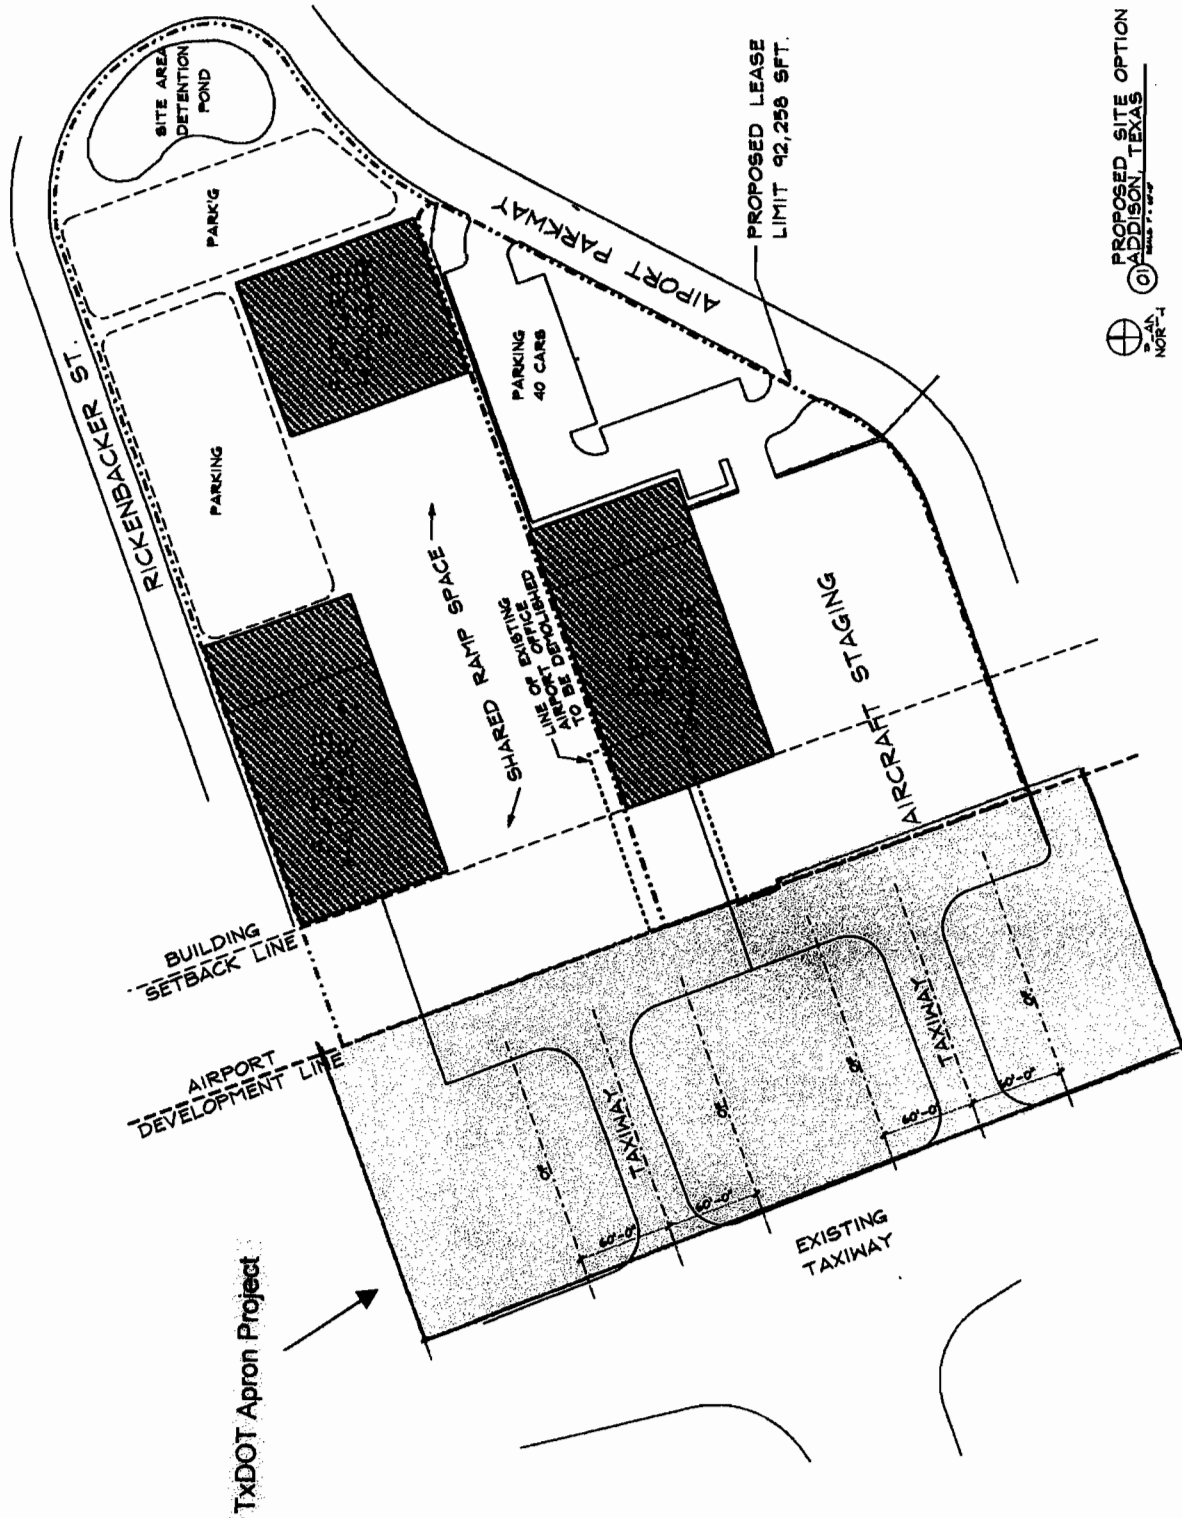 SITE AREA
DETENTION
POND
PARK'G
RICKENBACKER ST.
PARKING
AIPORT PARKWAY
PARKING
40 CARS
PROPOSED LEASE
LIMIT 92,258 SFT.
← SHARED RAMP SPACE →
LINE OF EXISTING
AIRPORT OFFICE
TO BE DEMOLISHED
AIRCRAFT STAGING
BUILDING
SETBACK LINE
AIRPORT
DEVELOPMENT LINE
TAXIWAY
60'-0"
60'-0"
TAXIWAY
60'-0"
60'-0"
EXISTING
TAXIWAY
TxDOT Apron Project
PROPOSED SITE OPTION
01
ADDISON, TEXAS